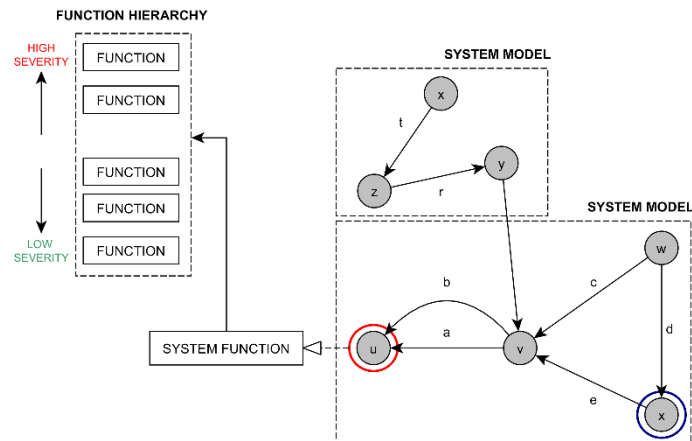 FUNCTION HIERARCHY
HIGH
SEVERITY
FUNCTION
FUNCTION
FUNCTION
FUNCTION
FUNCTION
LOW
SEVERITY
SYSTEM MODEL
x
t
z
r
y
SYSTEM MODEL
w
c
d
b
a
u
v
e
x
SYSTEM FUNCTION